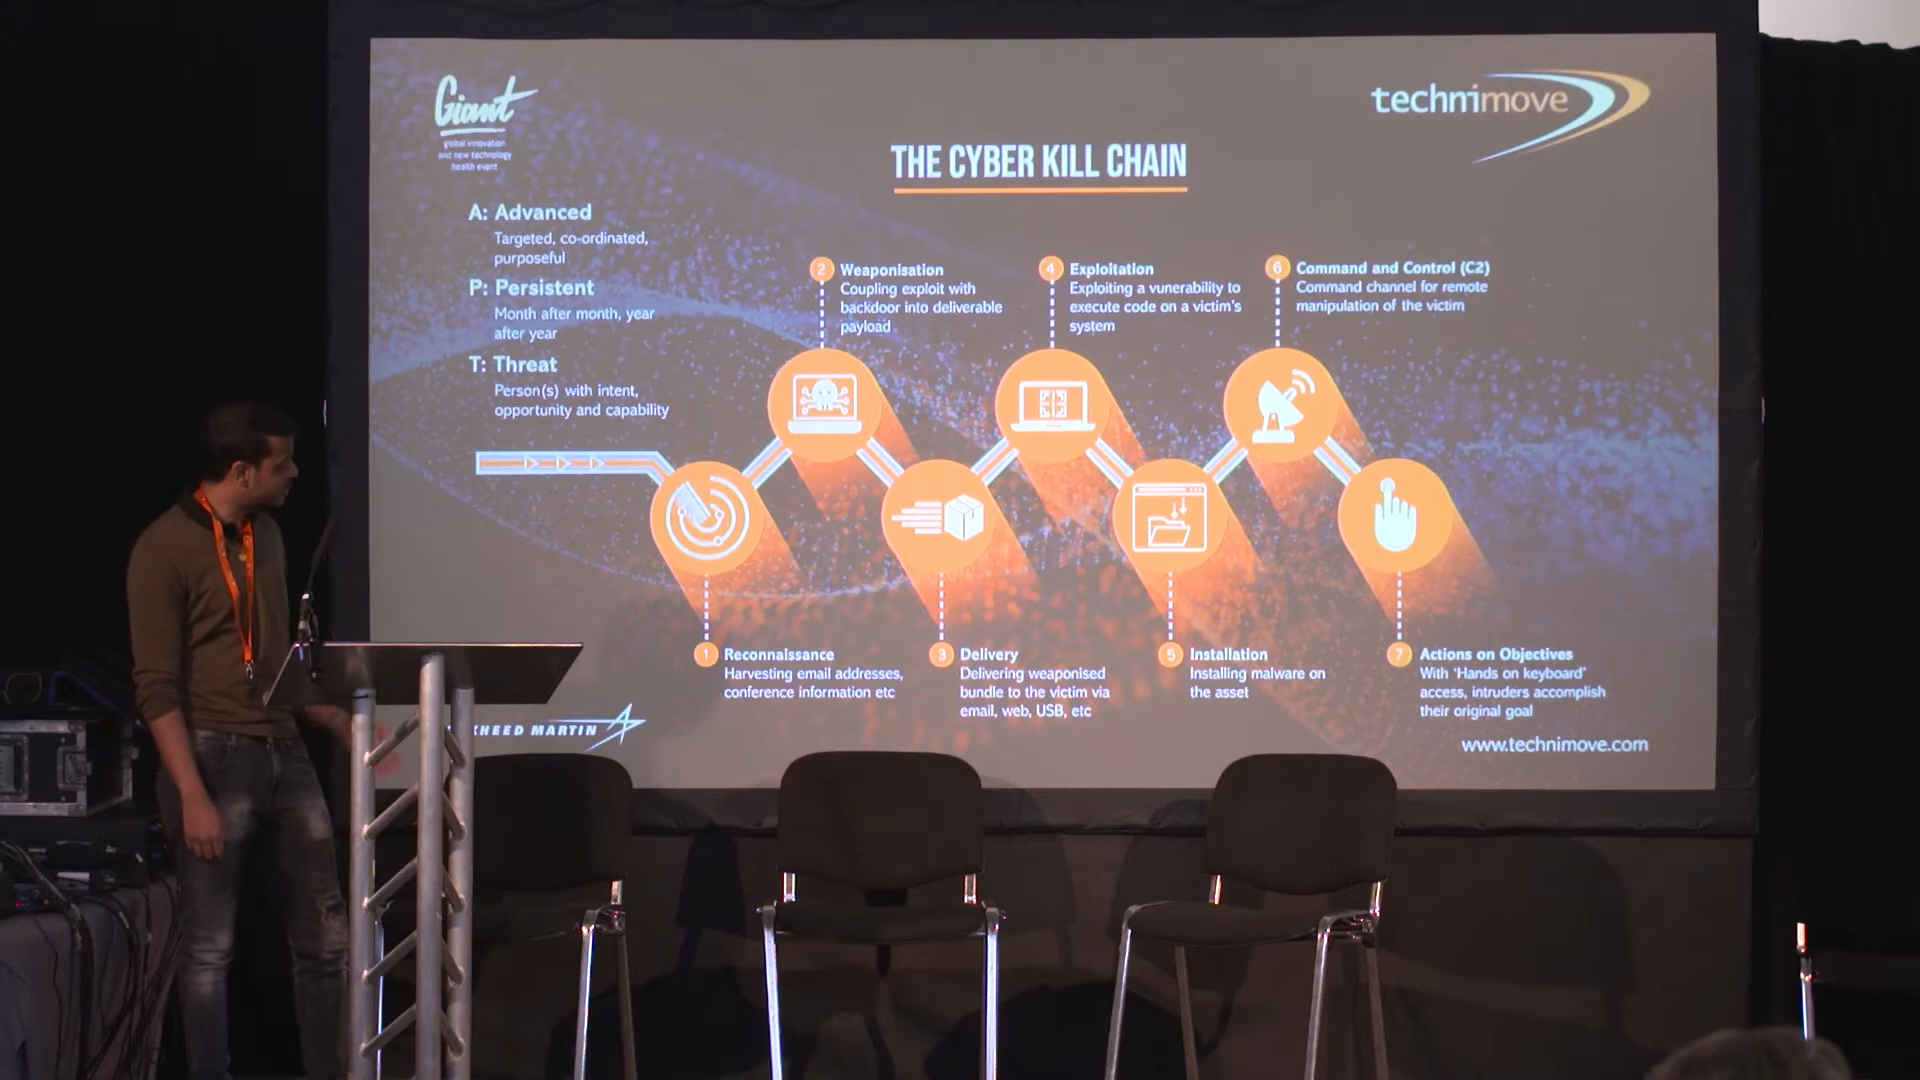 Giant
global innovation
and new technology
health event
technimove
THE CYBER KILL CHAIN
A: Advanced
Targeted, co-ordinated,
purposeful
P: Persistent
Month after month, year
after year
T: Threat
Person(s) with intent,
opportunity and capability
2 Weaponisation
Coupling exploit with
backdoor into deliverable
payload
4 Exploitation
Exploiting a vunerability to
execute code on a victim's
system
6 Command and Control (C2)
Command channel for remote
manipulation of the victim
1 Reconnaissance
Harvesting email addresses,
conference information etc
3 Delivery
Delivering weaponised
bundle to the victim via
email, web, USB, etc
5 Installation
Installing malware on
the asset
7 Actions on Objectives
With 'Hands on keyboard'
access, intruders accomplish
their original goal
KHEED MARTIN
www.technimove.com